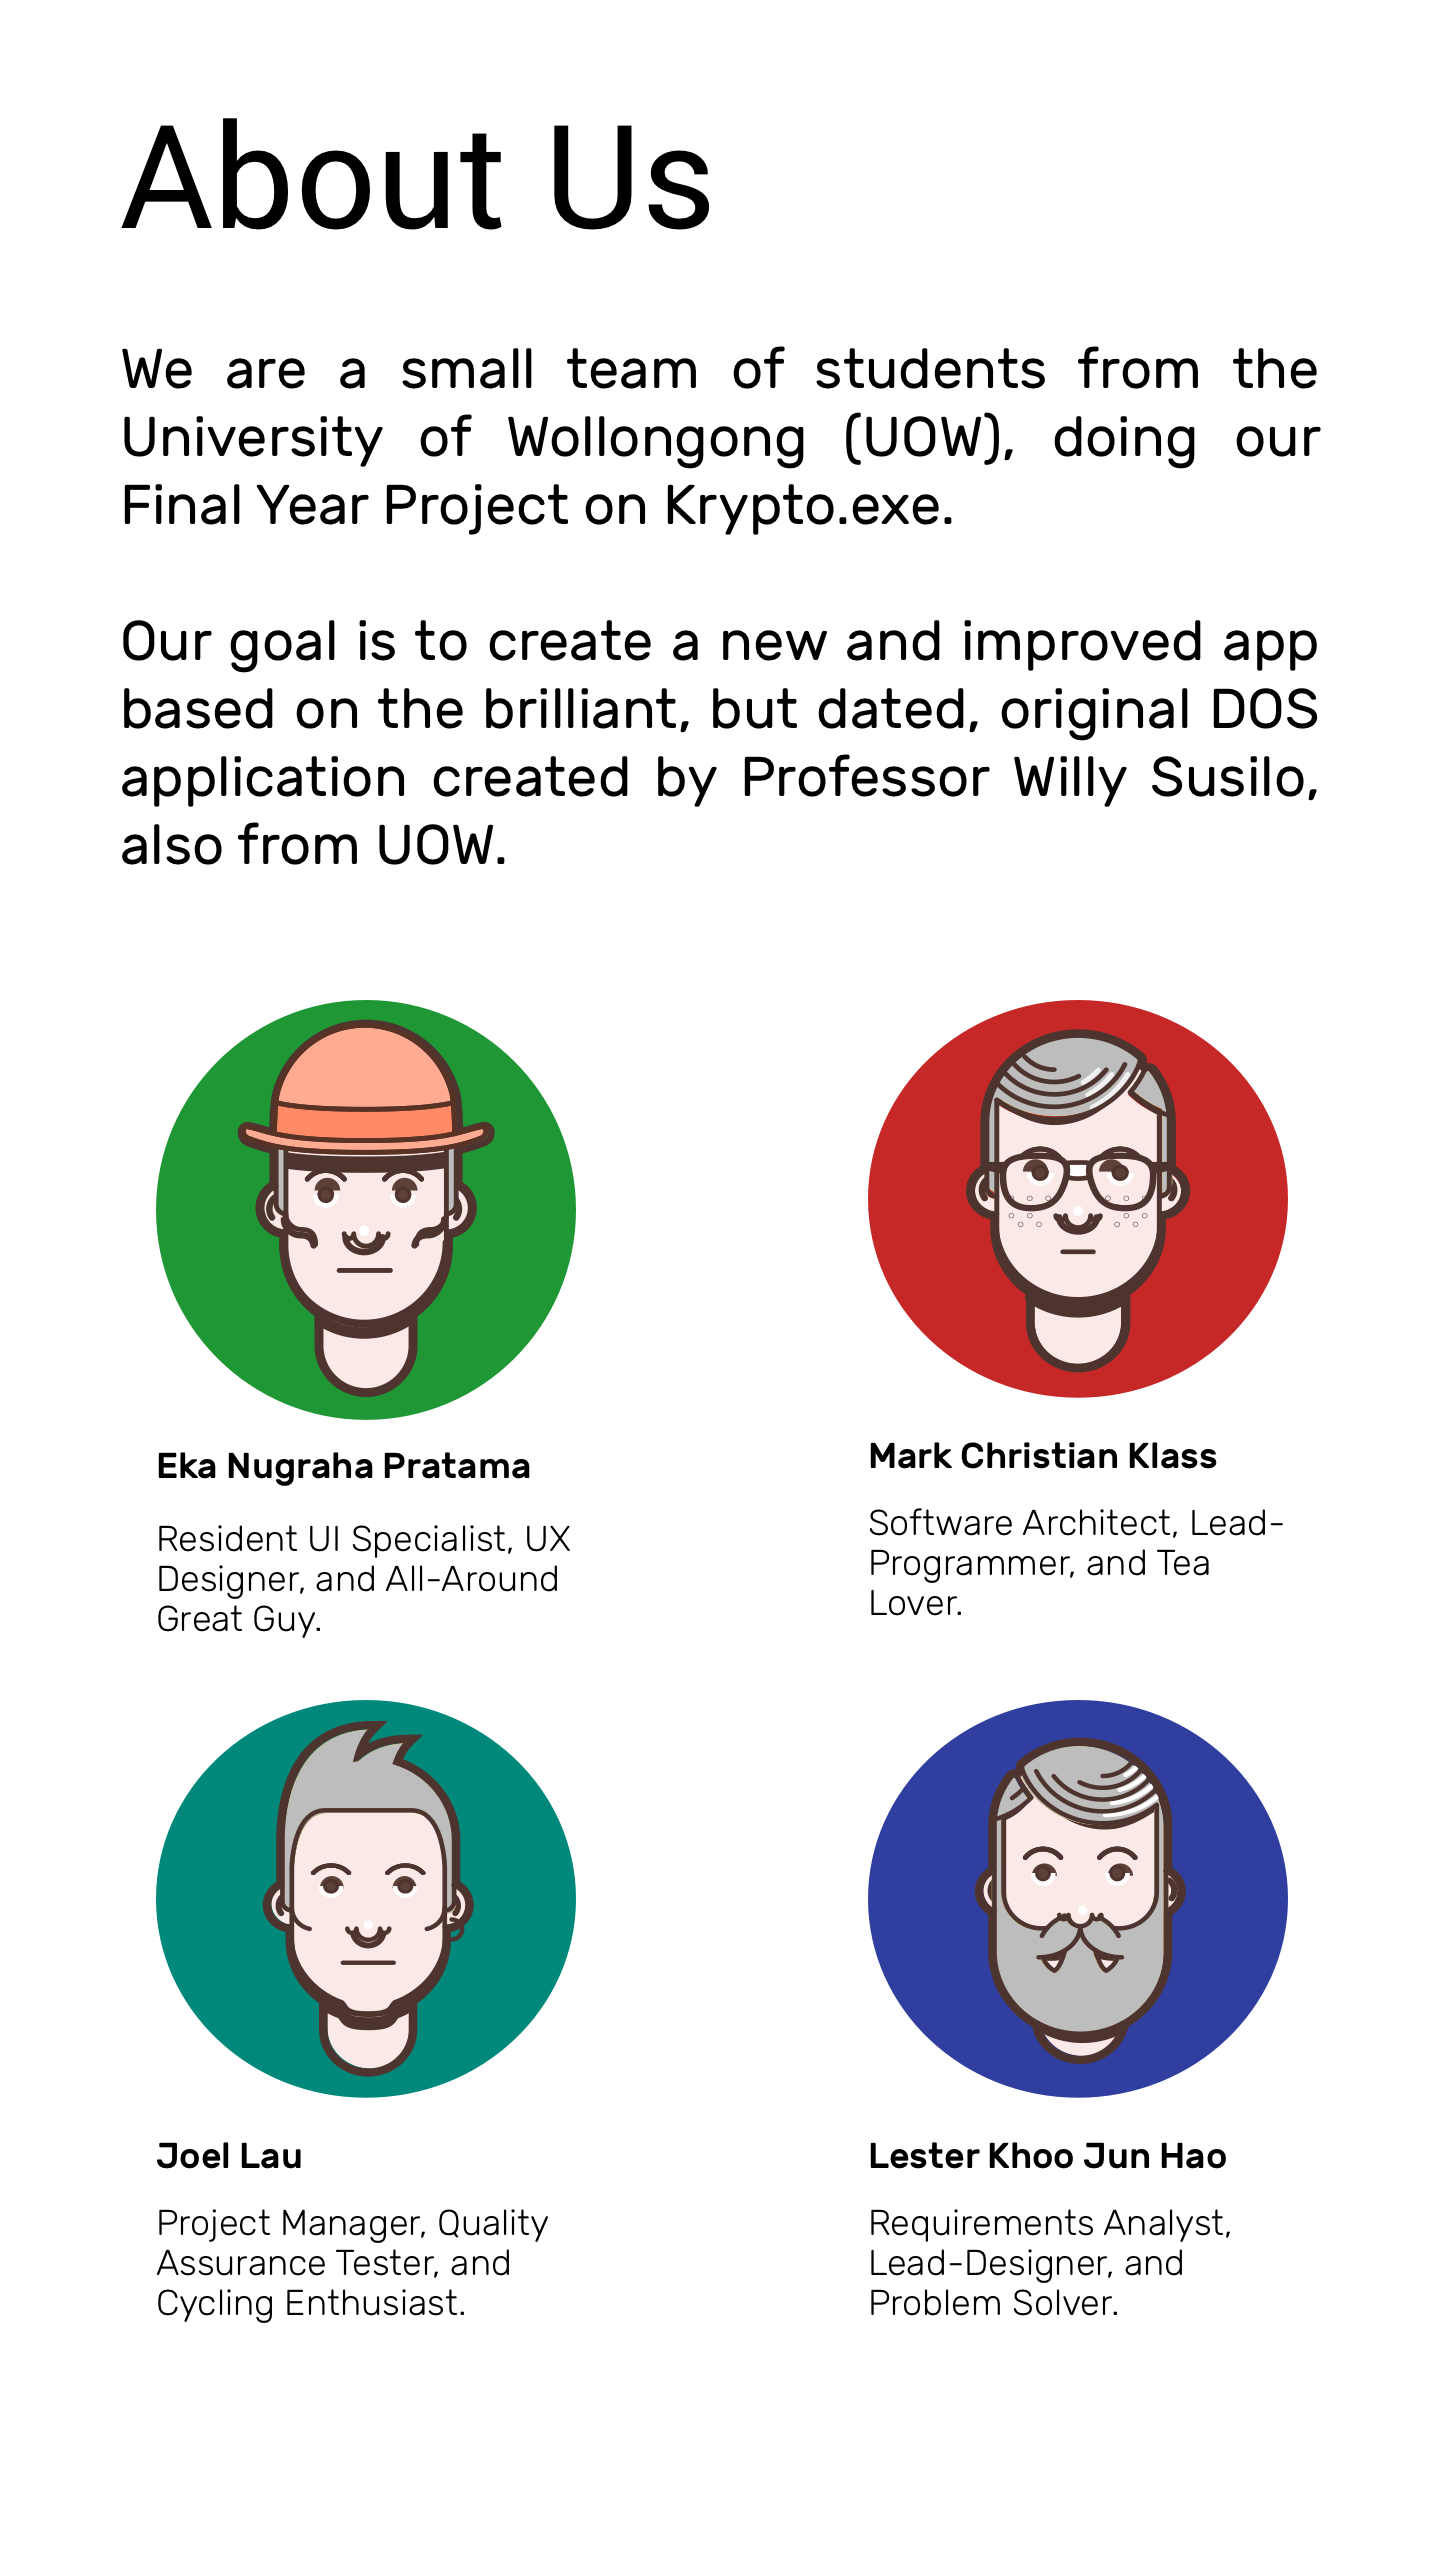 About Us
We are a small team of students from the
University of Wollongong (UOW), doing our
Final Year Project on Krypto.exe.
Our goal is to create a new and improved app
based on the brilliant, but dated, original DOS
application created by Professor Willy Susilo,
also from UOW.
Eka Nugraha Pratama
Resident UI Specialist, UX
Designer, and All-Around
Great Guy.
Mark Christian Klass
Software Architect, Lead-
Programmer, and Tea
Lover.
Joel Lau
Project Manager, Quality
Assurance Tester, and
Cycling Enthusiast.
Lester Khoo Jun Hao
Requirements Analyst,
Lead-Designer, and
Problem Solver.